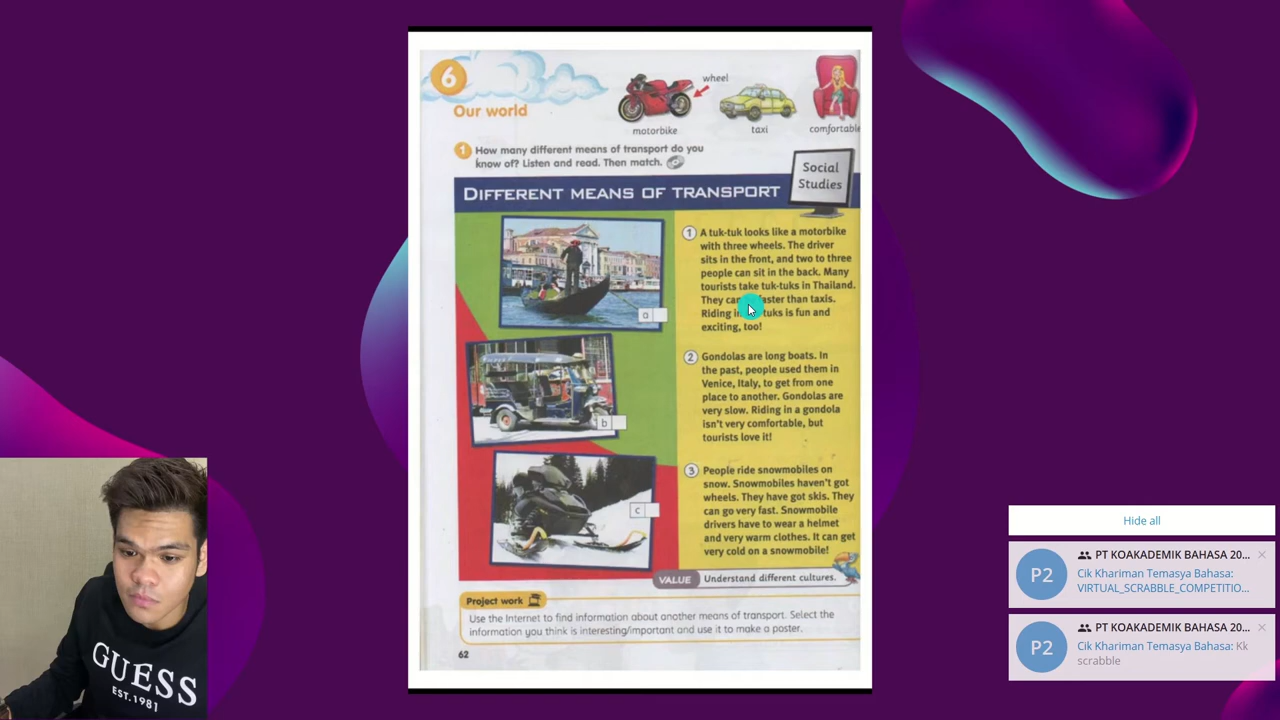 6
Our world
wheel
motorbike
taxi
comfortable
1 How many different means of transport do you
know of? Listen and read. Then match.
Social
Studies
DIFFERENT MEANS OF TRANSPORT
a
b
c
1 A tuk-tuk looks like a motorbike
with three wheels. The driver
sits in the front, and two to three
people can sit in the back. Many
tourists take tuk-tuks in Thailand.
They can faster than taxis.
Riding in tuks is fun and
exciting, too!
2 Gondolas are long boats. In
the past, people used them in
Venice, Italy, to get from one
place to another. Gondolas are
very slow. Riding in a gondola
isn't very comfortable, but
tourists love it!
3 People ride snowmobiles on
snow. Snowmobiles haven't got
wheels. They have got skis. They
can go very fast. Snowmobile
drivers have to wear a helmet
and very warm clothes. It can get
very cold on a snowmobile!
VALUE Understand different cultures.
Project work
Use the Internet to find information about another means of transport. Select the
information you think is interesting/important and use it to make a poster.
62
GUESS
EST. 1981
Hide all
P2
PT KOAKADEMIK BAHASA 20...
Cik Khariman Temasya Bahasa:
VIRTUAL_SCRABBLE_COMPETITIO...
P2
PT KOAKADEMIK BAHASA 20...
Cik Khariman Temasya Bahasa: Kk
scrabble